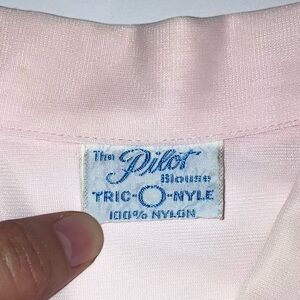 The Pilot
Blouse
TRIC-O-NYLE
100% NYLON